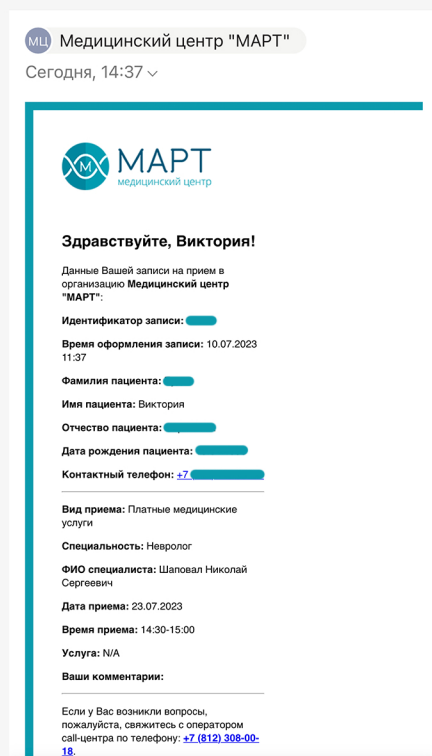 МЦ Медицинский центр "МАРТ"
Сегодня, 14:37
М МАРТ
медицинский центр
Здравствуйте, Виктория!
Данные Вашей записи на прием в
организацию Медицинский центр
"МАРТ":
Идентификатор записи:
Время оформления записи: 10.07.2023
11:37
Фамилия пациента:
Имя пациента: Виктория
Отчество пациента:
Дата рождения пациента:
Контактный телефон: +7
Вид приема: Платные медицинские
услуги
Специальность: Невролог
ФИО специалиста: Шаповал Николай
Сергеевич
Дата приема: 23.07.2023
Время приема: 14:30-15:00
Услуга: N/A
Ваши комментарии:
Если у Вас возникли вопросы,
пожалуйста, свяжитесь с оператором
call-центра по телефону: +7 (812) 308-00-
18.